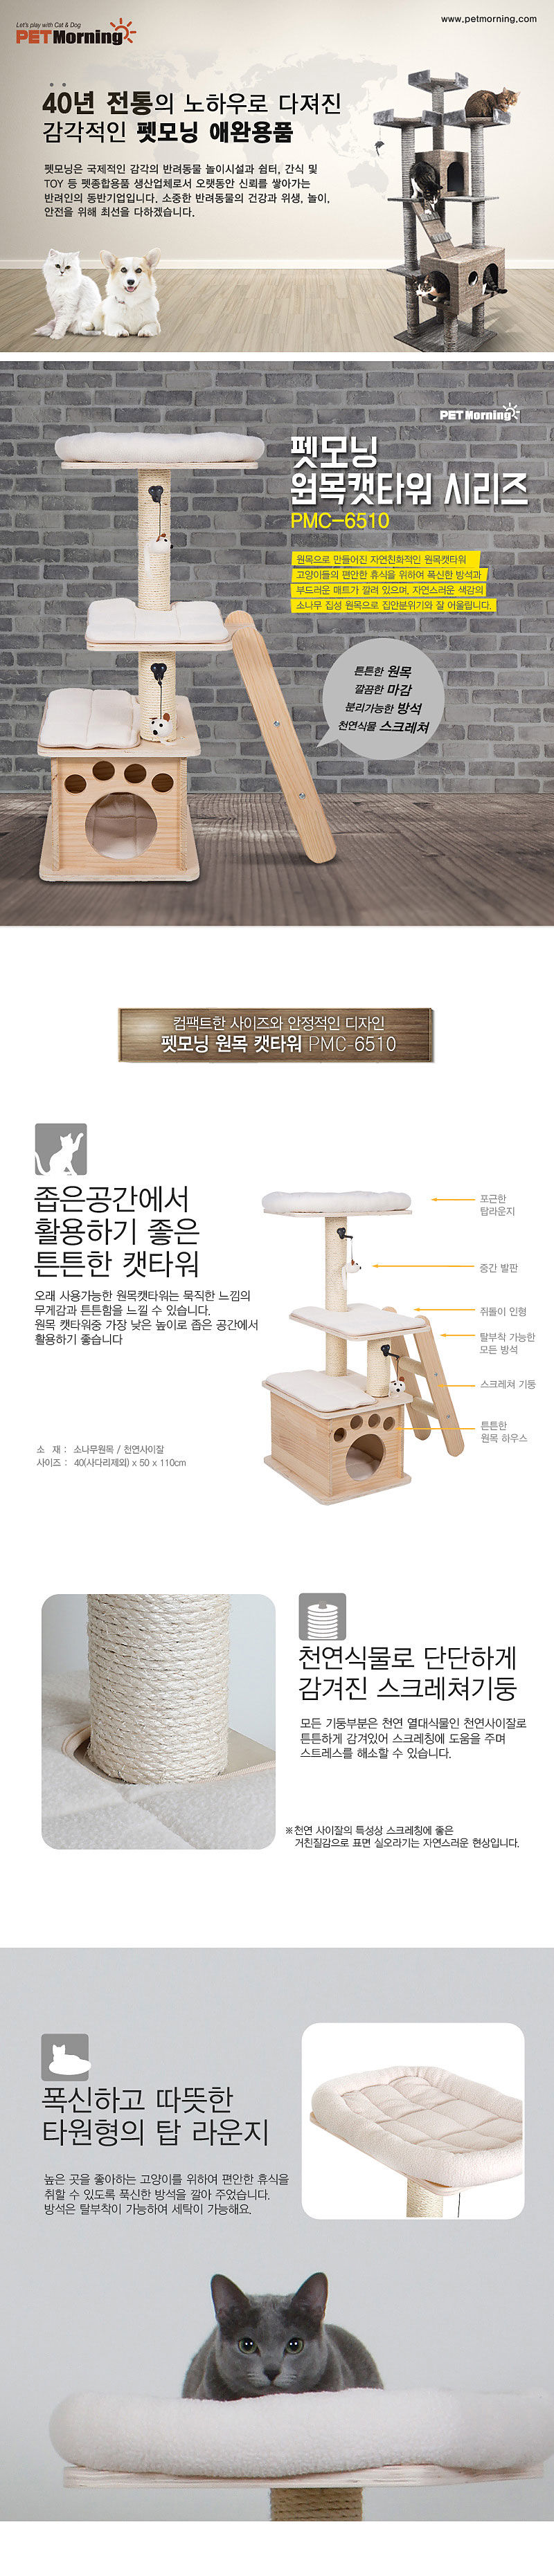 Let's play with Cat & Dog
PETMorning
www.petmorning.com
40년 전통의 노하우로 다져진
감각적인 펫모닝 애완용품
펫모닝은 국제적인 감각의 반려동물 놀이시설과 쉼터, 간식 및
TOY 등 펫종합용품 생산업체로서 오랫동안 신뢰를 쌓아가는
반려인의 동반기업입니다. 소중한 반려동물의 건강과 위생, 놀이,
안전을 위해 최선을 다하겠습니다.
PETMorning
펫모닝
원목캣타워 시리즈
PMC-6510
원목으로 만들어진 자연친화적인 원목캣타워
고양이들의 편안한 휴식을 위하여 폭신한 방석과
부드러운 매트가 깔려 있으며, 자연스러운 색감의
소나무 집성 원목으로 집안분위기와 잘 어울립니다.
튼튼한 원목
깔끔한 마감
분리가능한 방석
천연식물 스크레쳐
컴팩트한 사이즈와 안정적인 디자인
펫모닝 원목 캣타워 PMC-6510
좁은공간에서
활용하기 좋은
튼튼한 캣타워
오래 사용가능한 원목캣타워는 묵직한 느낌의
무게감과 튼튼함을 느낄 수 있습니다.
원목 캣타워중 가장 낮은 높이로 좁은 공간에서
활용하기 좋습니다
소 재 : 소나무원목 / 천연사이잘
사이즈 : 40(사다리제외) x 50 x 110cm
포근한
탑라운지
중간 발판
쥐돌이 인형
탈부착 가능한
모든 방석
스크레쳐 기둥
튼튼한
원목 하우스
천연식물로 단단하게
감겨진 스크레쳐기둥
모든 기둥부분은 천연 열대식물인 천연사이잘로
튼튼하게 감겨있어 스크레칭에 도움을 주며
스트레스를 해소할 수 있습니다.
※천연 사이잘의 특성상 스크레칭에 좋은
거친질감으로 표면 실오라기는 자연스러운 현상입니다.
폭신하고 따뜻한
타원형의 탑 라운지
높은 곳을 좋아하는 고양이를 위하여 편안한 휴식을
취할 수 있도록 푹신한 방석을 깔아 주었습니다.
방석은 탈부착이 가능하여 세탁이 가능해요.